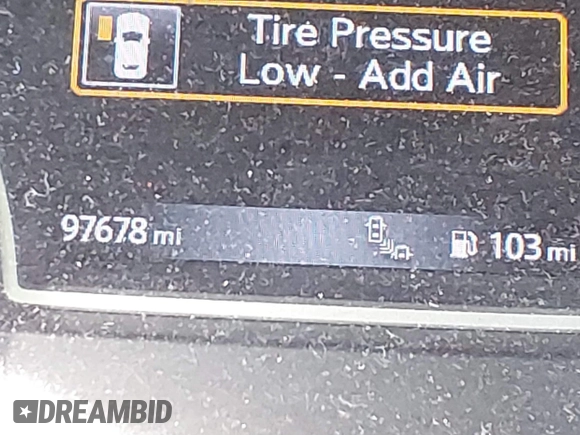 Tire Pressure
Low - Add Air
97678 mi
103 mi
DREAMBID